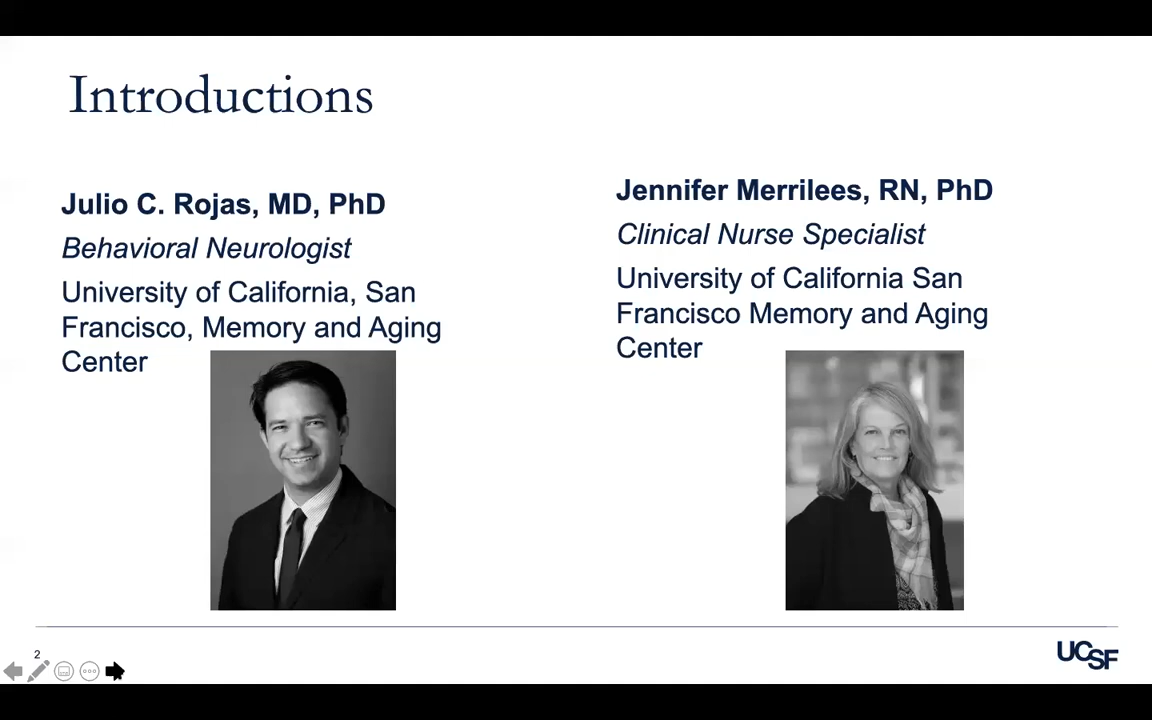 Introductions
Julio C. Rojas, MD, PhD
Behavioral Neurologist
University of California, San
Francisco, Memory and Aging
Center
Jennifer Merrilees, RN, PhD
Clinical Nurse Specialist
University of California San
Francisco Memory and Aging
Center
2
UCSF